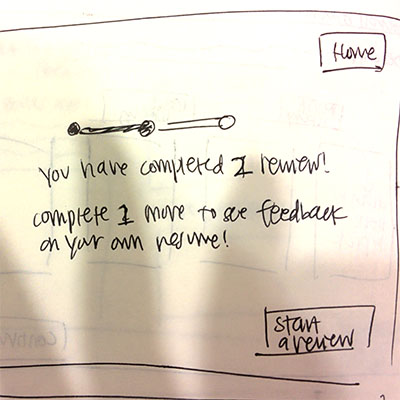 Home
You have completed 1 review!
complete 1 more to see feedback
on your own resume!
start
a review